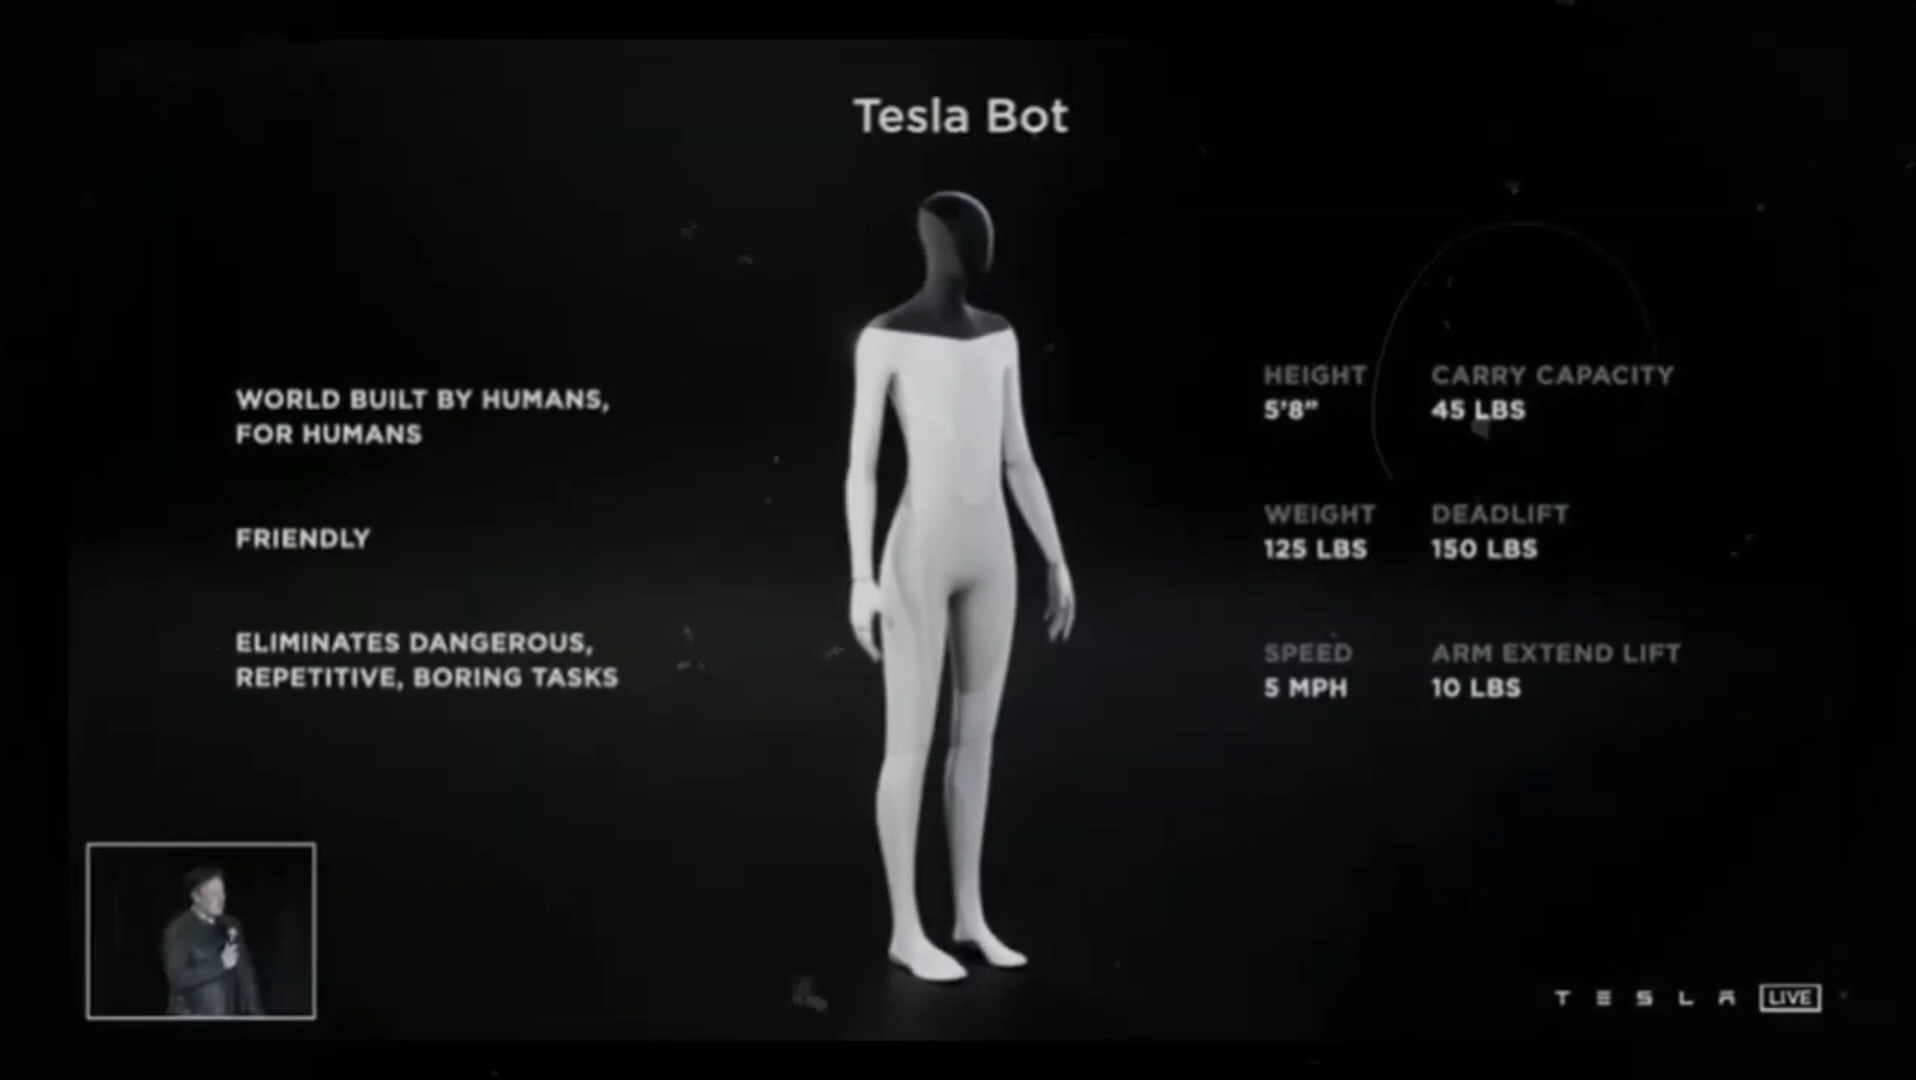 Tesla Bot
WORLD BUILT BY HUMANS,
FOR HUMANS
FRIENDLY
ELIMINATES DANGEROUS,
REPETITIVE, BORING TASKS
HEIGHT
5'8"
CARRY CAPACITY
45 LBS
WEIGHT
125 LBS
DEADLIFT
150 LBS
SPEED
5 MPH
ARM EXTEND LIFT
10 LBS
TESLA LIVE